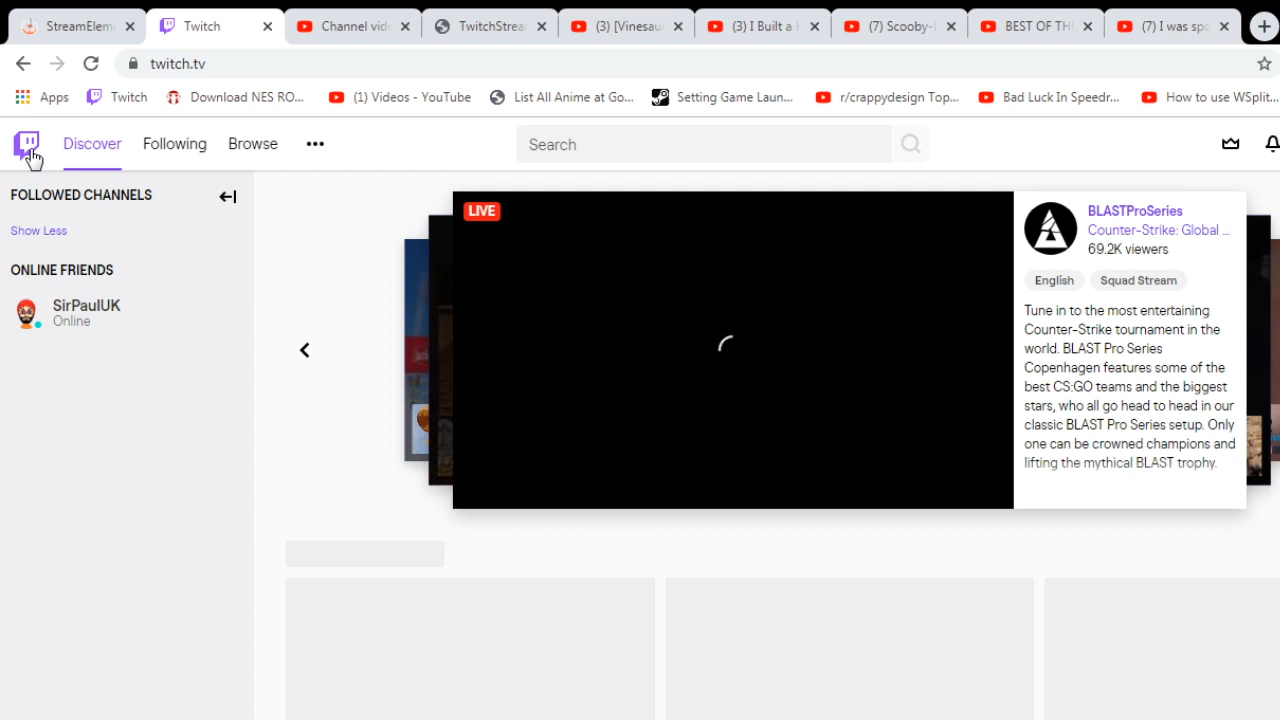 StreamElem
Twitch
Channel vide
TwitchStrea
(3) [Vinesau
(3) I Built a
(7) Scooby-
BEST OF TH
(7) I was spo
twitch.tv
Apps
Twitch
Download NES RO...
(1) Videos - YouTube
List All Anime at Go...
Setting Game Laun...
r/crappydesign Top...
Bad Luck In Speedr...
How to use WSplit...
Discover
Following
Browse
Search
FOLLOWED CHANNELS
Show Less
ONLINE FRIENDS
SirPaulUK
Online
LIVE
BLASTProSeries
Counter-Strike: Global ...
69.2K viewers
English
Squad Stream
Tune in to the most entertaining
Counter-Strike tournament in the
world. BLAST Pro Series
Copenhagen features some of the
best CS:GO teams and the biggest
stars, who all go head to head in our
classic BLAST Pro Series setup. Only
one can be crowned champions and
lifting the mythical BLAST trophy.